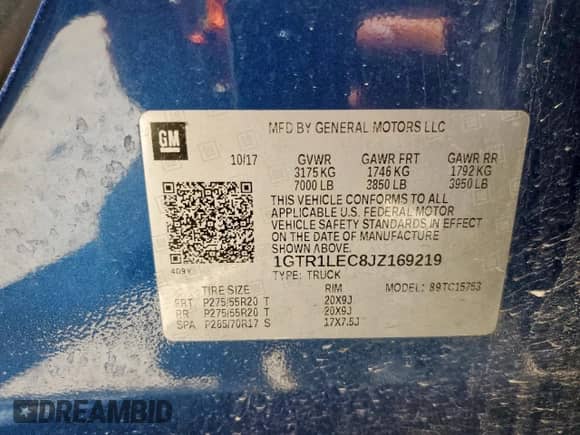 GM
MFD BY GENERAL MOTORS LLC
10/17 GVWR GAWR FRT GAWR RR
3175 KG 1746 KG 1792 KG
7000 LB 3850 LB 3950 LB
THIS VEHICLE CONFORMS TO ALL
APPLICABLE U.S. FEDERAL MOTOR
VEHICLE SAFETY STANDARDS IN EFFECT
ON THE DATE OF MANUFACTURE
SHOWN ABOVE.
1GTR1LEC8JZ169219
TYPE: TRUCK
TIRE SIZE RIM MODEL:
FRT P275/55R20 T 20X9J
RR P275/55R20 T 20X9J
SPA P265/70R17 S 17X7.5J
DREAMBID